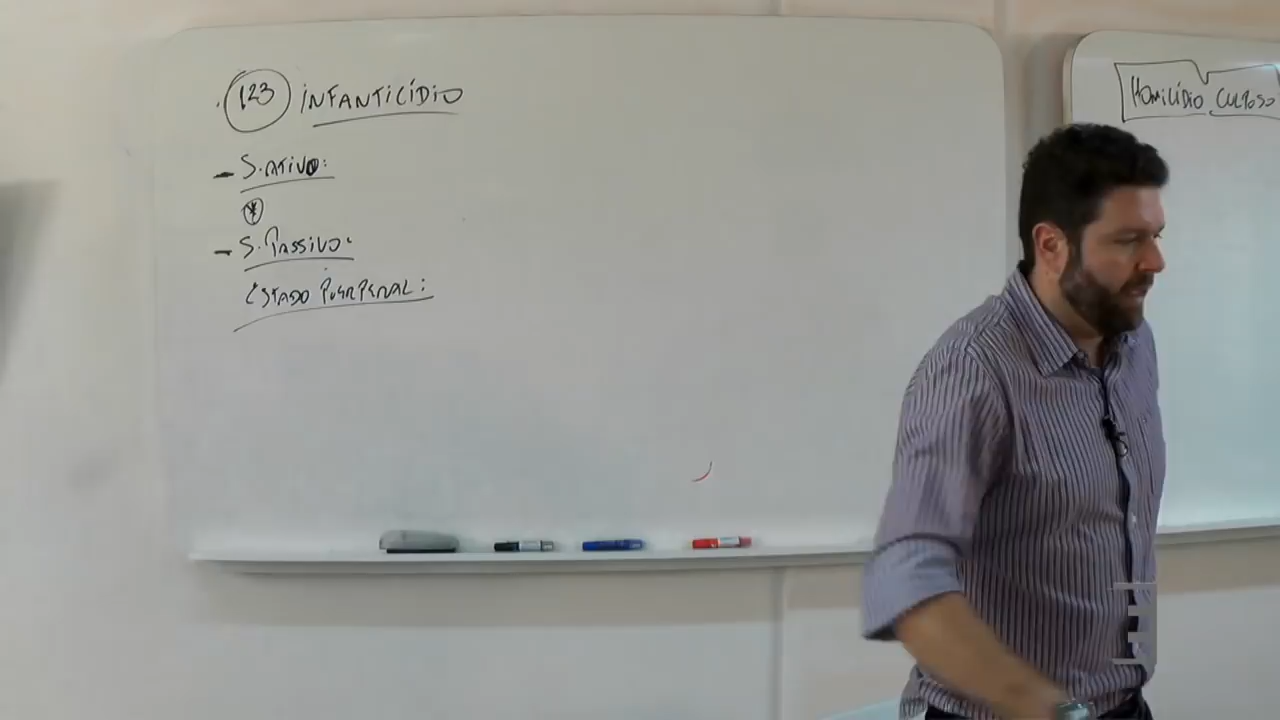 123 INFANTICÍDIO
- S. ATIVO:
*
- S. PASSIVO:
ESTADO PUERPERAL:
HOMICÍDIO CULPOSO